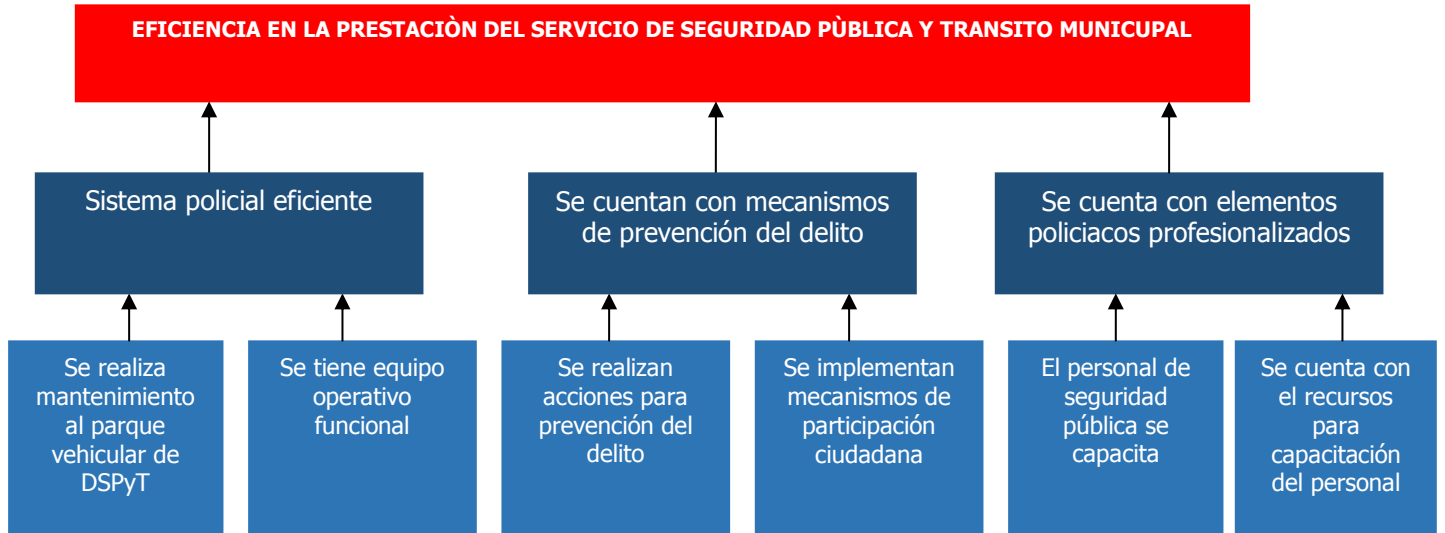 EFICIENCIA EN LA PRESTACIÒN DEL SERVICIO DE SEGURIDAD PÙBLICA Y TRANSITO MUNICUPAL
Sistema policial eficiente
Se cuentan con mecanismos
de prevención del delito
Se cuenta con elementos
policiacos profesionalizados
Se realiza
mantenimiento
al parque
vehicular de
DSPyT
Se tiene equipo
operativo
funcional
Se realizan
acciones para
prevención del
delito
Se implementan
mecanismos de
participación
ciudadana
El personal de
seguridad
pública se
capacita
Se cuenta con
el recursos
para
capacitación
del personal